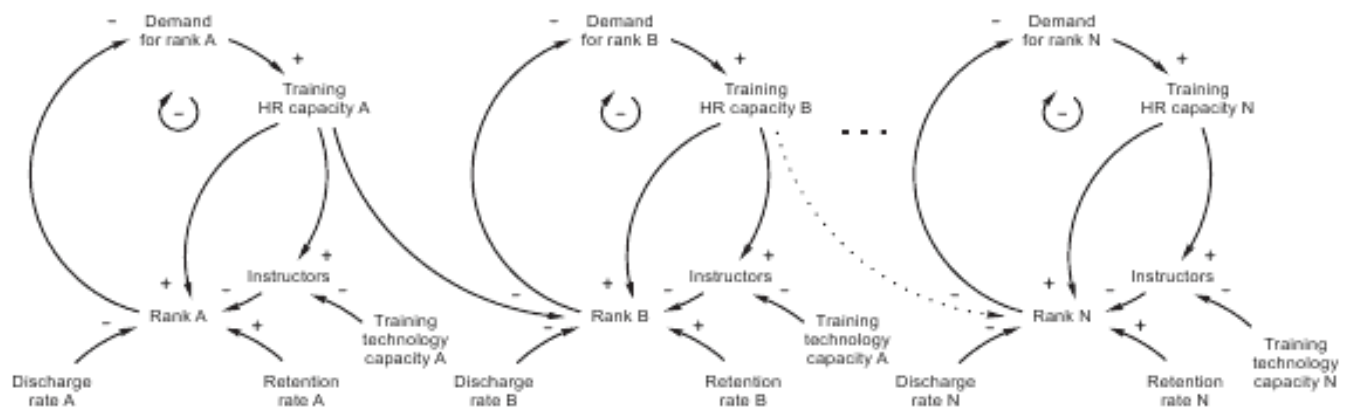 Demand
for rank A
Training
HR capacity A
Instructors
Rank A
Training
technology
capacity A
Discharge
rate A
Retention
rate A
Demand
for rank B
Training
HR capacity B
Instructors
Rank B
Training
technology
capacity A
Discharge
rate B
Retention
rate B
Demand
for rank N
Training
HR capacity N
Instructors
Rank N
Training
technology
capacity N
Discharge
rate N
Retention
rate N